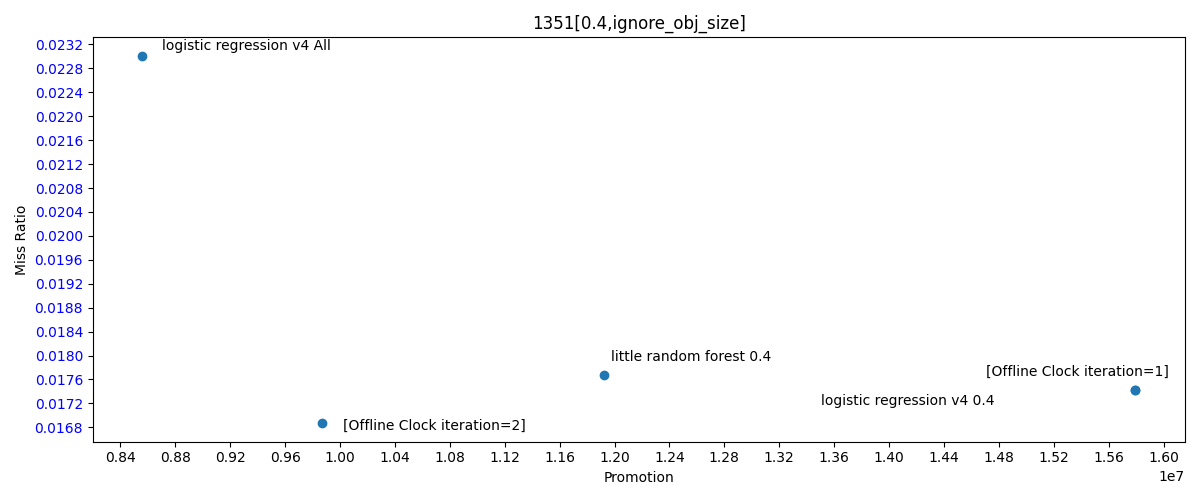 1351[0.4,ignore_obj_size]
0.0232
0.0228
0.0224
0.0220
0.0216
0.0212
0.0208
0.0204
0.0200
0.0196
0.0192
0.0188
0.0184
0.0180
0.0176
0.0172
0.0168
Miss Ratio
logistic regression v4 All
little random forest 0.4
[Offline Clock iteration=1]
logistic regression v4 0.4
[Offline Clock iteration=2]
0.84 0.88 0.92 0.96 1.00 1.04 1.08 1.12 1.16 1.20 1.24 1.28 1.32 1.36 1.40 1.44 1.48 1.52 1.56 1.60
1e7
Promotion